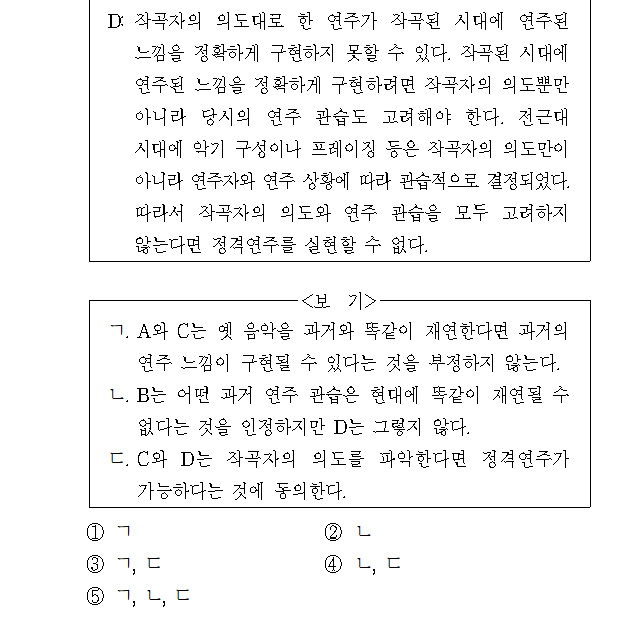 D: 작곡자의 의도대로 한 연주가 작곡된 시대에 연주된
느낌을 정확하게 구현하지 못할 수 있다. 작곡된 시대에
연주된 느낌을 정확하게 구현하려면 작곡자의 의도뿐만
아니라 당시의 연주 관습도 고려해야 한다. 전근대
시대에 악기 구성이나 프레이징 등은 작곡자의 의도만이
아니라 연주자와 연주 상황에 따라 관습적으로 결정되었다.
따라서 작곡자의 의도와 연주 관습을 모두 고려하지
않는다면 정격연주를 실현할 수 없다.
<보 기>
ㄱ. A와 C는 옛 음악을 과거와 똑같이 재연한다면 과거의
연주 느낌이 구현될 수 있다는 것을 부정하지 않는다.
ㄴ. B는 어떤 과거 연주 관습은 현대에 똑같이 재연될 수
없다는 것을 인정하지만 D는 그렇지 않다.
ㄷ. C와 D는 작곡자의 의도를 파악한다면 정격연주가
가능하다는 것에 동의한다.
① ㄱ ② ㄴ
③ ㄱ, ㄷ ④ ㄴ, ㄷ
⑤ ㄱ, ㄴ, ㄷ